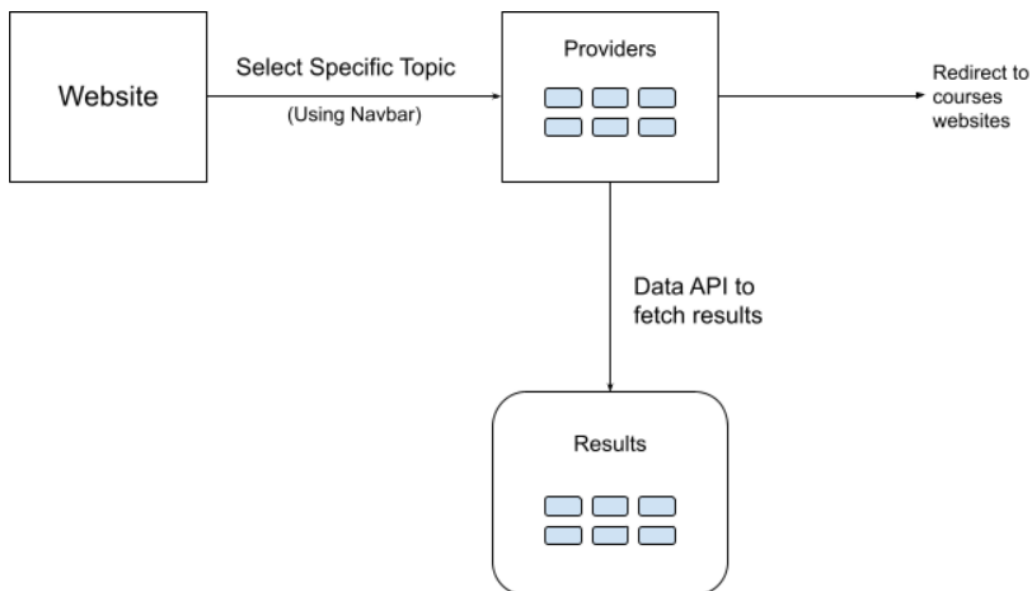 Website
Select Specific Topic
(Using Navbar)
Providers
Redirect to
courses
websites
Data API to
fetch results
Results